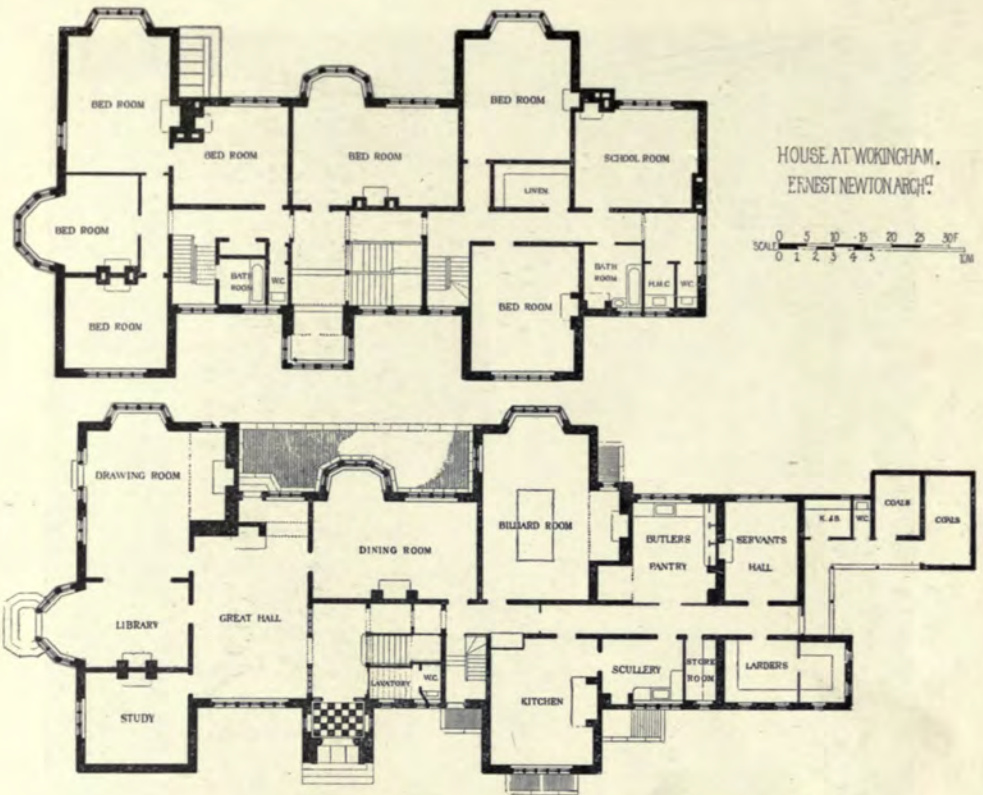 BED ROOM
BED ROOM
BED ROOM
BED ROOM
SCHOOL ROOM
LINEN
BED ROOM
BATH
ROOM
W.C.
BED ROOM
BATH
ROOM
H.M.C
W.C.
BED ROOM
HOUSE AT WOKINGHAM.
ERNEST NEWTON ARCHT.
SCALE
0 5 10 15 20 25 30F
0 1 2 3 4 5
DRAWING ROOM
DINING ROOM
BILLIARD ROOM
BUTLERS
PANTRY
SERVANTS
HALL
K. & B.
W.C.
COALS
COALS
LIBRARY
GREAT HALL
STUDY
LAVATORY
W.C.
KITCHEN
SCULLERY
STORE
ROOM
LARDERS